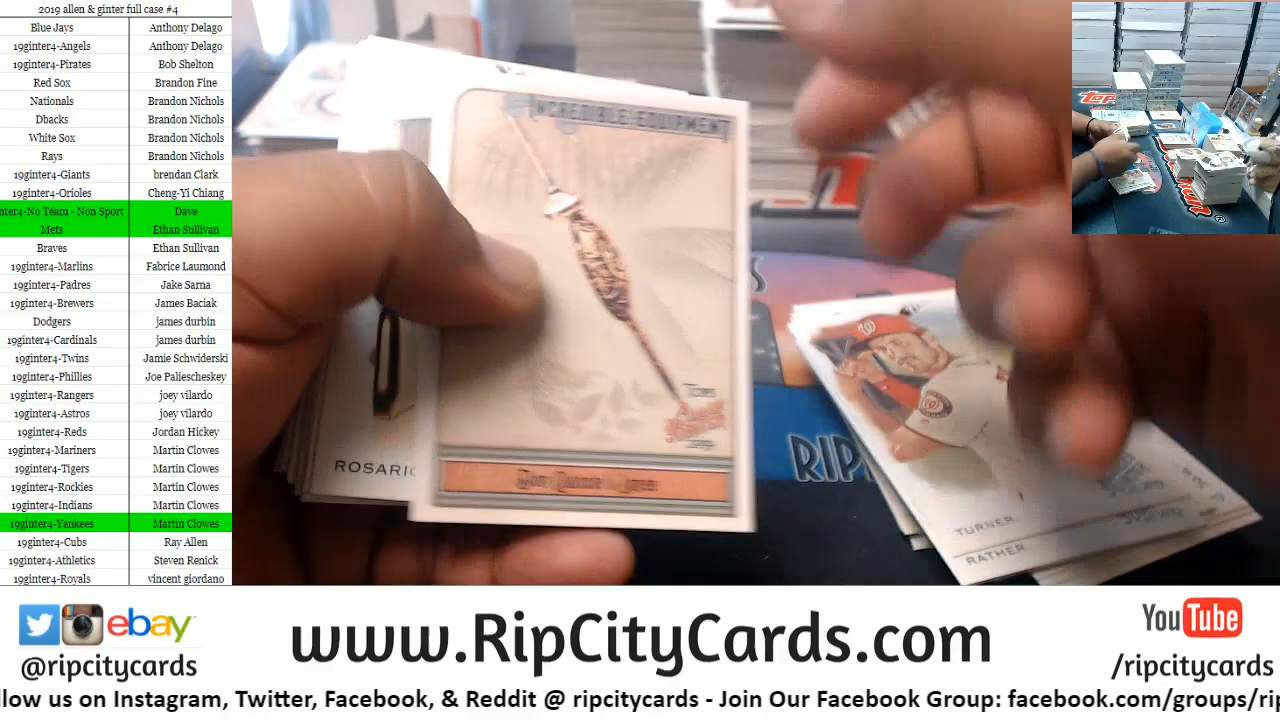 2019 allen & ginter full case #4
Blue Jays Anthony Delago
19ginter4-Angels Anthony Delago
19ginter4-Pirates Bob Shelton
Red Sox Brandon Fine
Nationals Brandon Nichols
Dbacks Brandon Nichols
White Sox Brandon Nichols
Rays Brandon Nichols
19ginter4-Giants brendan Clark
19ginter4-Orioles Cheng-Yi Chiang
nter4-No Team - Non Sport Dave
Mets Ethan Sullivan
Braves Ethan Sullivan
19ginter4-Marlins Fabrice Laumond
19ginter4-Padres Jake Sarna
19ginter4-Brewers James Baciak
Dodgers james durbin
19ginter4-Cardinals james durbin
19ginter4-Twins Jamie Schwiderski
19ginter4-Phillies Joe Paliescheskey
19ginter4-Rangers joey vilardo
19ginter4-Astros joey vilardo
19ginter4-Reds Jordan Hickey
19ginter4-Mariners Martin Clowes
19ginter4-Tigers Martin Clowes
19ginter4-Rockies Martin Clowes
19ginter4-Indians Martin Clowes
19ginter4-Yankees Martin Clowes
19ginter4-Cubs Ray Allen
19ginter4-Athletics Steven Renick
19ginter4-Royals vincent giordano
INCREDIBLE EQUIPMENT
ROSARIO
TURNER
RATHER
RIP
ebay
@ripcitycards
www.RipCityCards.com
YouTube
/ripcitycards
llow us on Instagram, Twitter, Facebook, & Reddit @ ripcitycards - Join Our Facebook Group: facebook.com/groups/rip